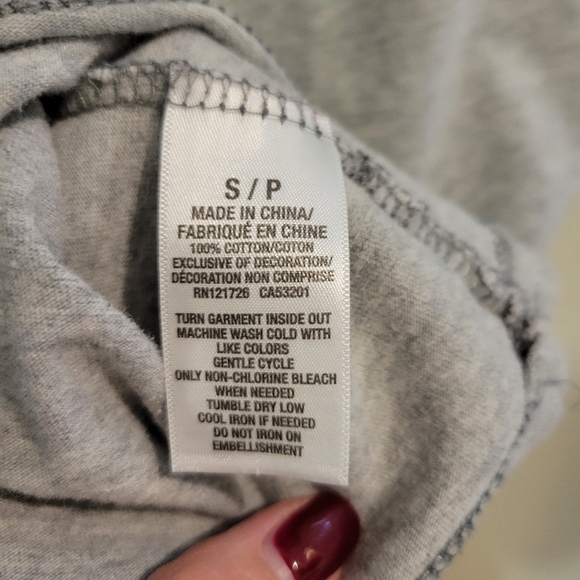 S / P
MADE IN CHINA/
FABRIQUÉ EN CHINE
100% COTTON/COTON
EXCLUSIVE OF DECORATION/
DÉCORATION NON COMPRISE
RN121726 CA53201
TURN GARMENT INSIDE OUT
MACHINE WASH COLD WITH
LIKE COLORS
GENTLE CYCLE
ONLY NON-CHLORINE BLEACH
WHEN NEEDED
TUMBLE DRY LOW
COOL IRON IF NEEDED
DO NOT IRON ON
EMBELLISHMENT